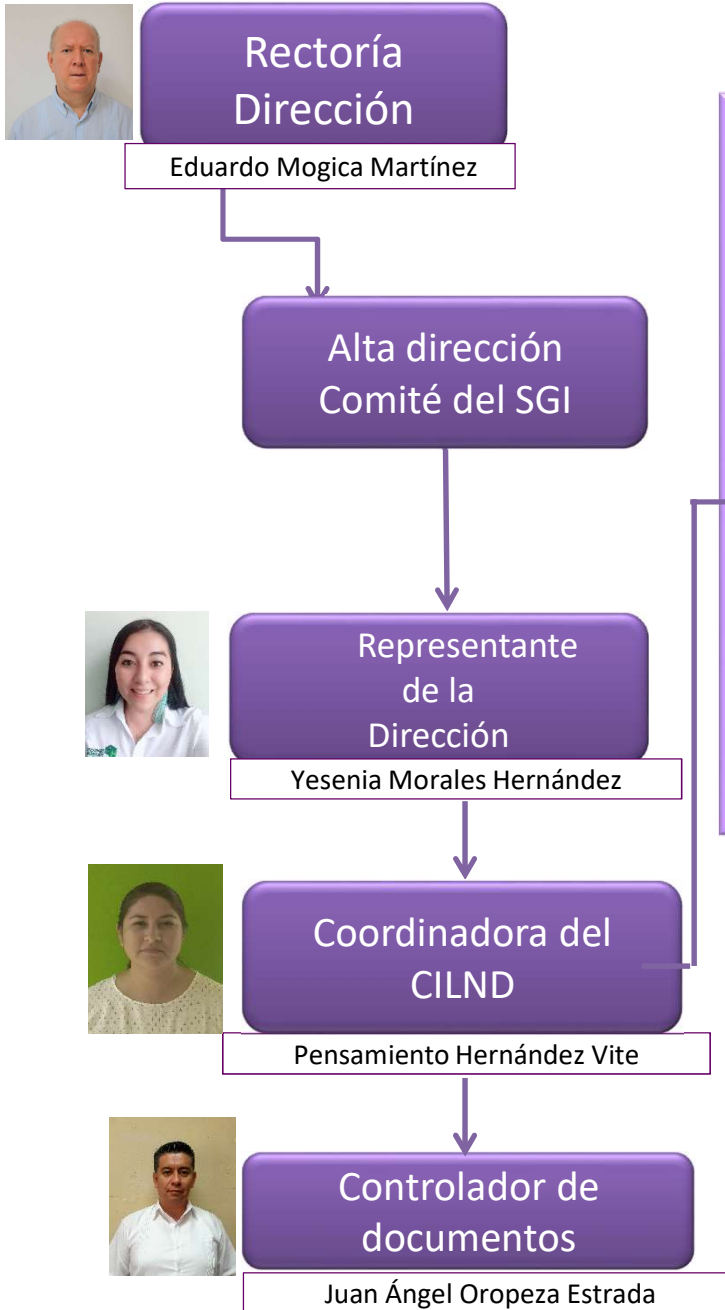 Rectoría
Dirección
Eduardo Mogica Martínez
Alta dirección
Comité del SGI
Representante
de la
Dirección
Yesenia Morales Hernández
Coordinadora del
CILND
Pensamiento Hernández Vite
Controlador de
documentos
Juan Ángel Oropeza Estrada